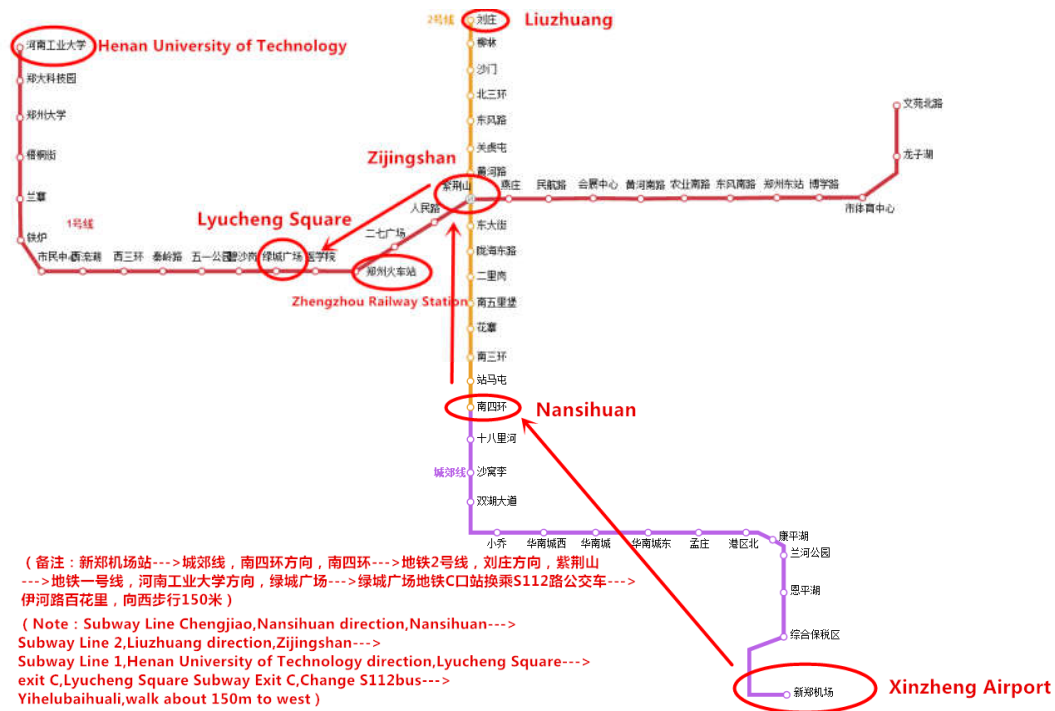 2号线
刘庄
Liuzhuang
河南工业大学
Henan University of Technology
柳林
郑大科技园
沙门
北三环
文苑北路
郑州大学
东风路
梧桐街
关虎屯
龙子湖
Zijingshan
黄河路
紫荆山
燕庄
民航路
会展中心
黄河南路
农业南路
东风南路
郑州东站
博学路
兰寨
市体育中心
Lyucheng Square
人民路
1号线
东大街
铁炉
二七广场
陇海东路
市民中
西三环
秦岭路
五一公园
沙岗
绿城广场
医学院
郑州火车站
二里岗
Zhengzhou Railway Station
南五里堡
花寨
南三环
站马屯
南四环
Nansihuan
十八里河
城郊线
沙窝李
双湖大道
小乔
华南城西
华南城
华南城东
孟庄
港区北
康平湖
兰河公园
恩平湖
综合保税区
新郑机场
Xinzheng Airport
（备注：新郑机场站--->城郊线，南四环方向，南四环--->地铁2号线，刘庄方向，紫荆山
--->地铁一号线，河南工业大学方向，绿城广场--->绿城广场地铁C口站换乘S112路公交车--->
伊河路百花里，向西步行150米）
（Note：Subway Line Chengjiao,Nansihuan direction,Nansihuan--->
Subway Line 2,Liuzhuang direction,Zijingshan--->
Subway Line 1,Henan University of Technology direction,Lyucheng Square--->
exit C,Lyucheng Square Subway Exit C,Change S112bus--->
Yihelubaihuali,walk about 150m to west）